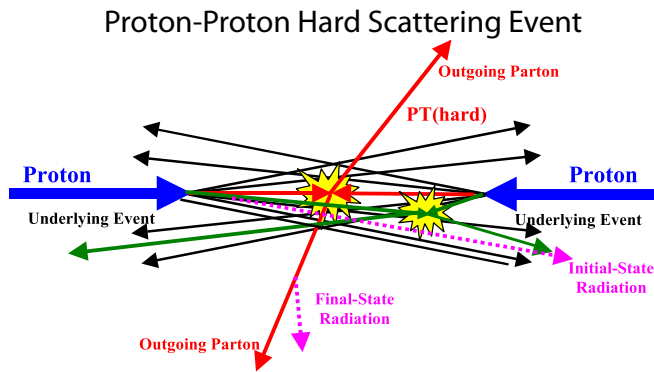 Proton-Proton Hard Scattering Event
Outgoing Parton
PT(hard)
Proton
Proton
Underlying Event
Underlying Event
Initial-State
Radiation
Final-State
Radiation
Outgoing Parton